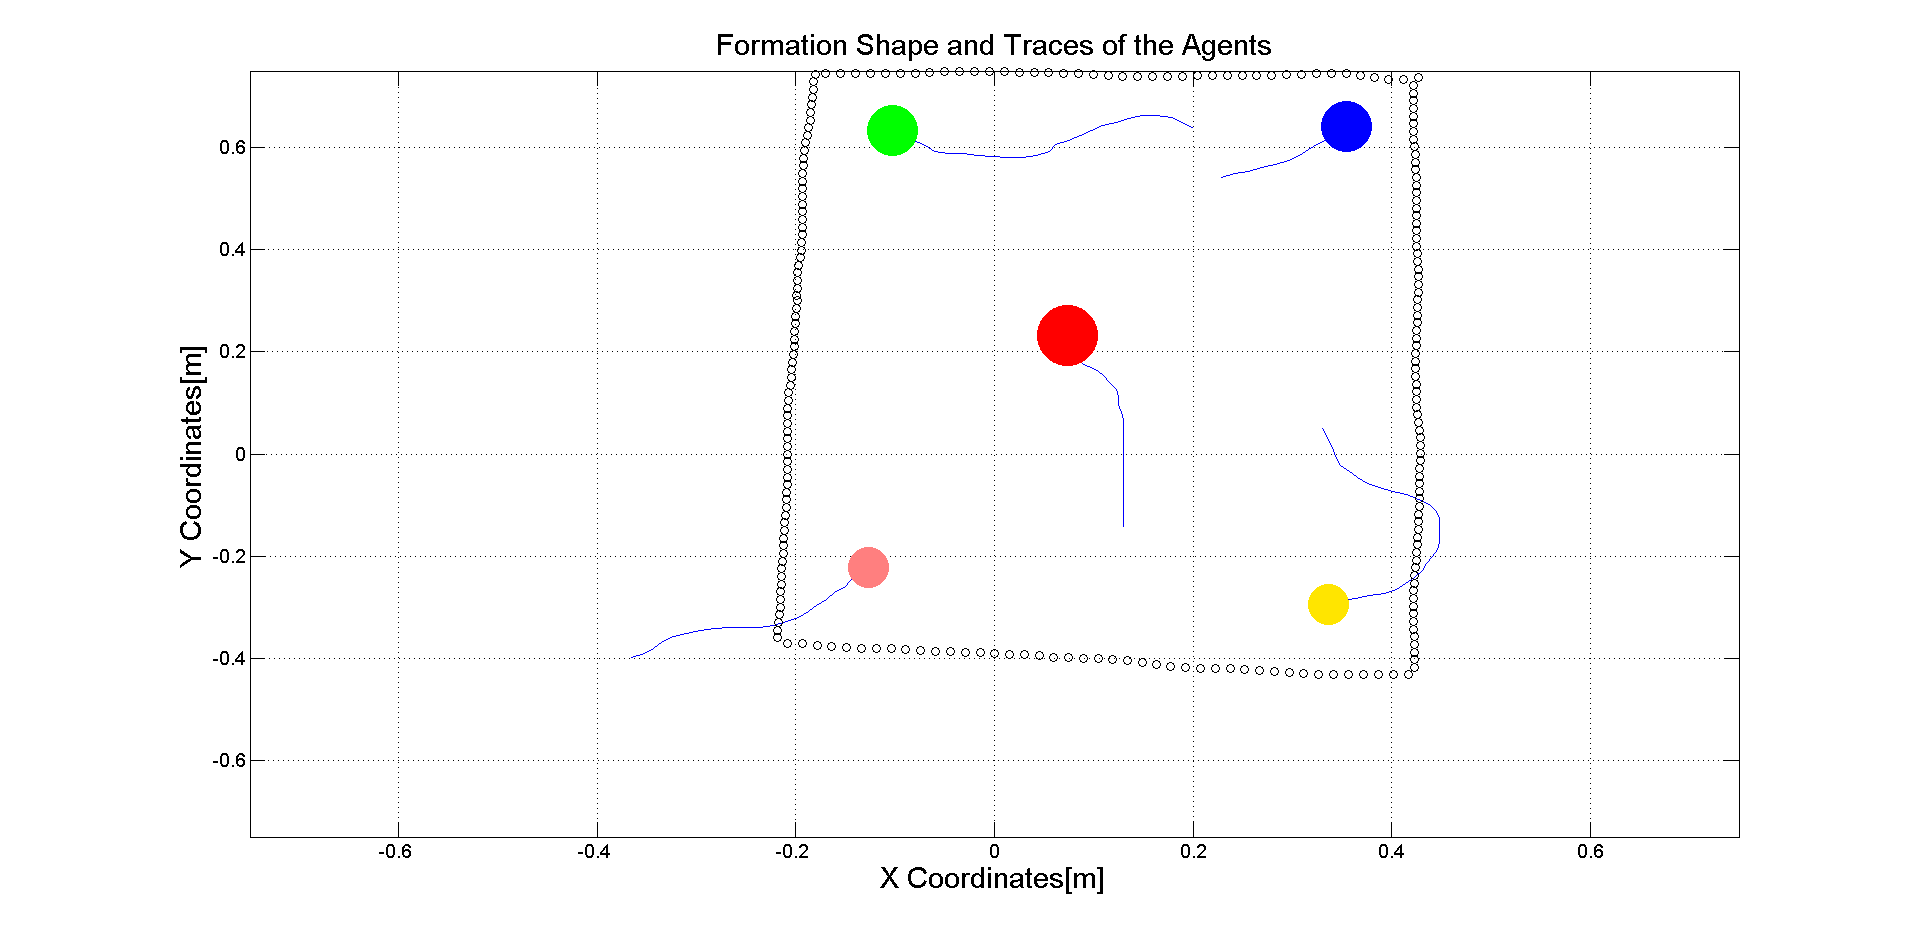 Formation Shape and Traces of the Agents
0.6
0.4
0.2
0
-0.2
-0.4
-0.6
Y Coordinates[m]
-0.6 -0.4 -0.2 0 0.2 0.4 0.6
X Coordinates[m]